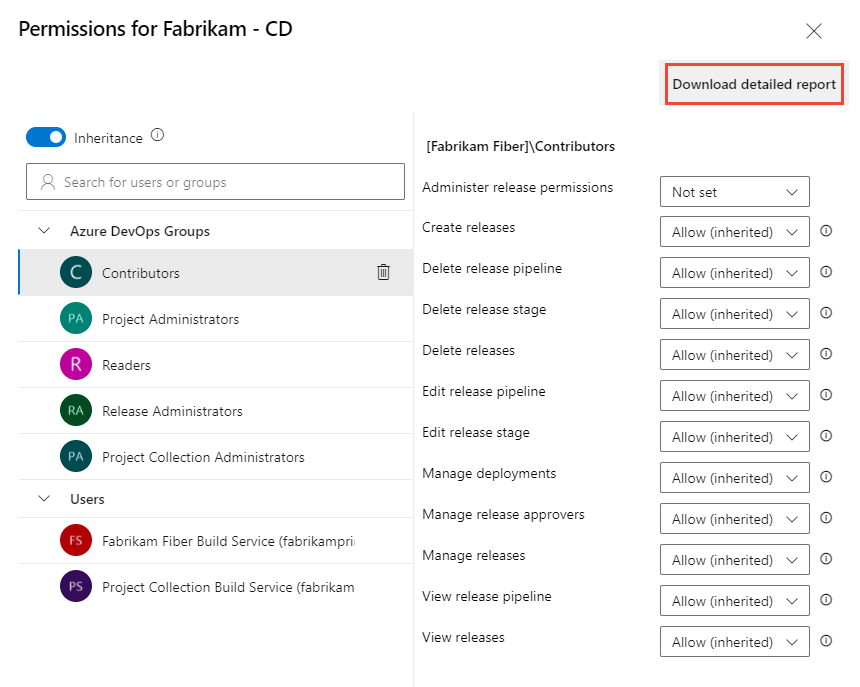 Permissions for Fabrikam - CD
Download detailed report
Inheritance
Search for users or groups
Azure DevOps Groups
C Contributors
PA Project Administrators
R Readers
RA Release Administrators
PA Project Collection Administrators
Users
FS Fabrikam Fiber Build Service (fabrikampri
PS Project Collection Build Service (fabrikam
[Fabrikam Fiber]\Contributors
Administer release permissions Not set
Create releases Allow (inherited)
Delete release pipeline Allow (inherited)
Delete release stage Allow (inherited)
Delete releases Allow (inherited)
Edit release pipeline Allow (inherited)
Edit release stage Allow (inherited)
Manage deployments Allow (inherited)
Manage release approvers Allow (inherited)
Manage releases Allow (inherited)
View release pipeline Allow (inherited)
View releases Allow (inherited)